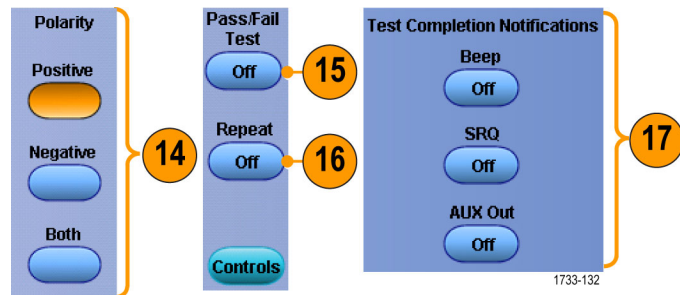 Polarity
Positive
Negative
Both
14
Pass/Fail
Test
Off
15
Repeat
Off
16
Controls
Test Completion Notifications
Beep
Off
SRQ
Off
AUX Out
Off
17
1733-132